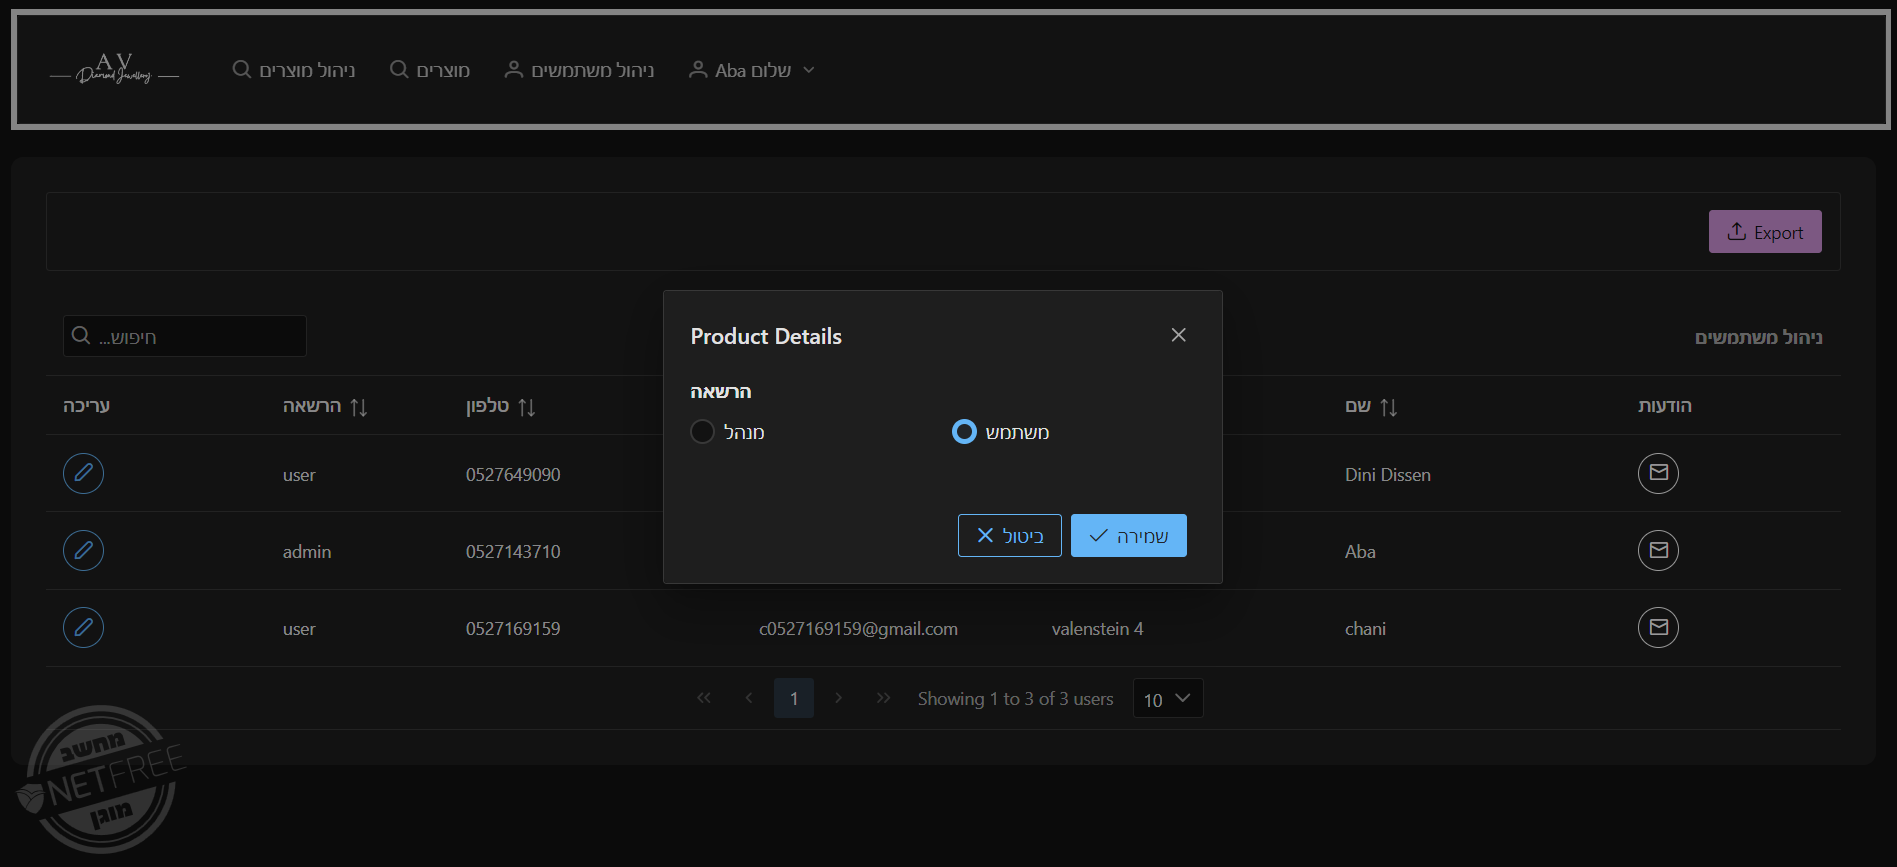 A V
Diamond Jewellery
ניהול מוצרים
מוצרים
ניהול משתמשים
שלום Aba
Export
חיפוש...
ניהול משתמשים
Product Details
הרשאה
מנהל
משתמש
ביטול
שמירה
עריכה הרשאה טלפון שם הודעות
user 0527649090 Dini Dissen
admin 0527143710 Aba
user 0527169159 c0527169159@gmail.com valenstein 4 chani
1 Showing 1 to 3 of 3 users 10
מחשב
NETFREE
מוגן